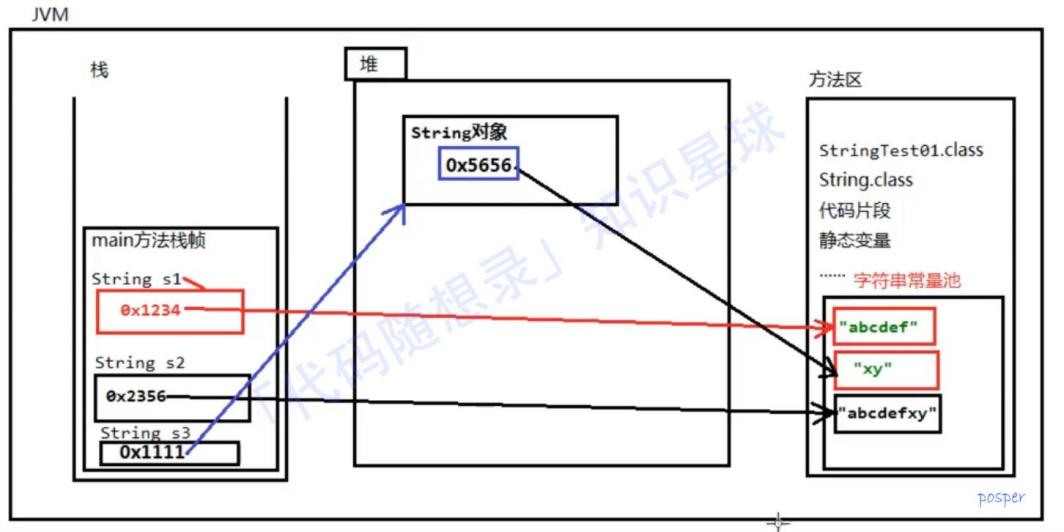 JVM
栈
main方法栈帧
String s1
0x1234
String s2
0x2356
String s3
0x1111
堆
String对象
0x5656
方法区
StringTest01.class
String.class
代码片段
静态变量
...... 字符串常量池
"abcdef"
"xy"
"abcdefxy"
「代码随想录」知识星球
posper